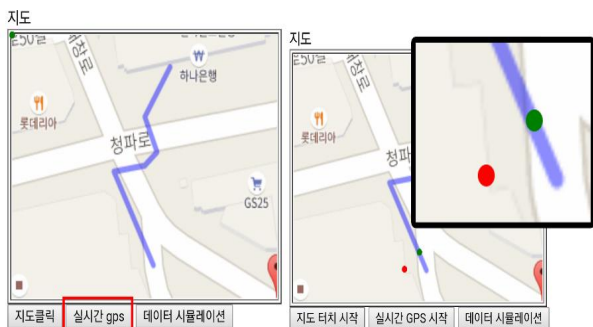 지도
하나은행
롯데리아
청파로
GS25
지도클릭
실시간 gps
데이터 시뮬레이션
지도
롯데리아
청파
지도 터치 시작
실시간 GPS 시작
데이터 시뮬레이션